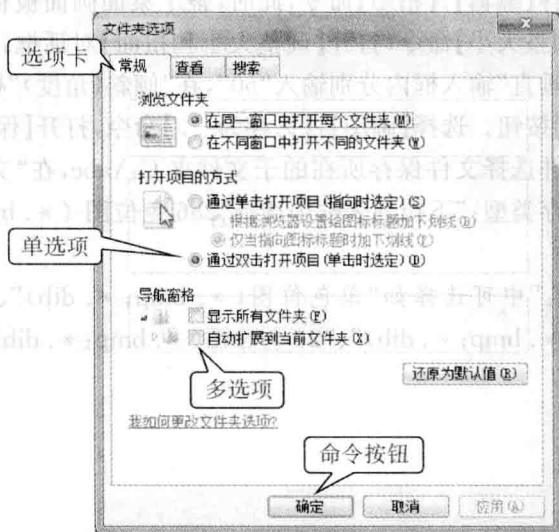 文件夹选项
选项卡
常规 查看 搜索
浏览文件夹
在同一窗口中打开每个文件夹(M)
在不同窗口中打开不同的文件夹(W)
打开项目的方式
通过单击打开项目(指向时选定)(S)
根据浏览器设置给图标标题加下划线(B)
仅当指向图标标题时加下划线(P)
单选项
通过双击打开项目(单击时选定)(D)
导航窗格
显示所有文件夹(F)
自动扩展到当前文件夹(X)
还原为默认值(R)
多选项
我如何更改文件夹选项?
命令按钮
确定 取消 应用(A)